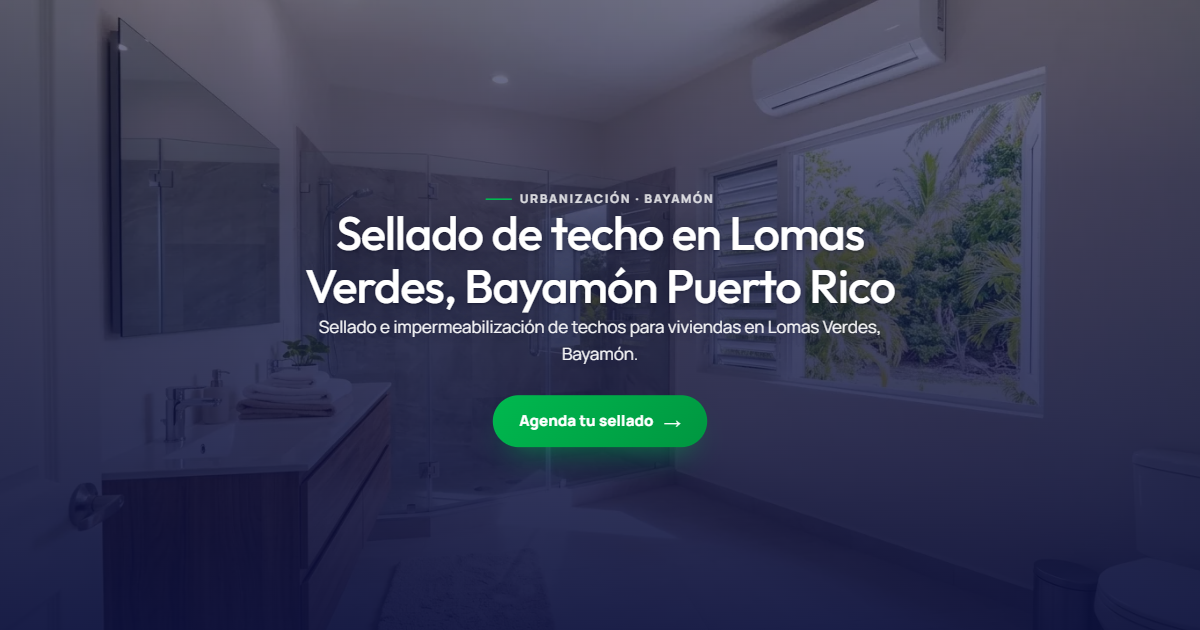 URBANIZACIÓN · BAYAMÓN
Sellado de techo en Lomas
Verdes, Bayamón Puerto Rico
Sellado e impermeabilización de techos para viviendas en Lomas Verdes,
Bayamón.
Agenda tu sellado →